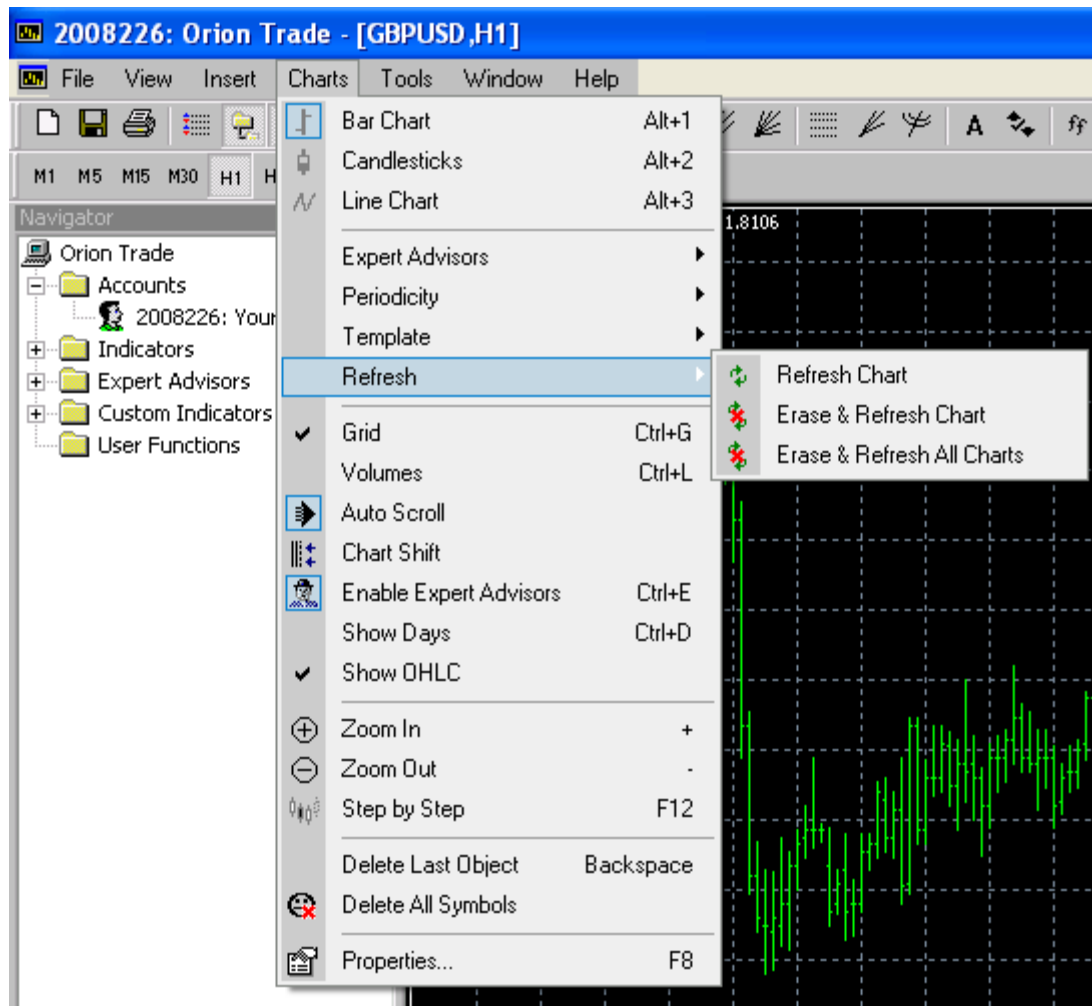 2008226: Orion Trade - [GBPUSD,H1]
File View Insert Charts Tools Window Help
A
M1 M5 M15 M30 H1 H
Navigator
Orion Trade
Accounts
2008226: Your
Indicators
Expert Advisors
Custom Indicators
User Functions
Bar Chart Alt+1
Candlesticks Alt+2
Line Chart Alt+3
Expert Advisors
Periodicity
Template
Refresh
Grid Ctrl+G
Volumes Ctrl+L
Auto Scroll
Chart Shift
Enable Expert Advisors Ctrl+E
Show Days Ctrl+D
Show OHLC
Zoom In +
Zoom Out -
Step by Step F12
Delete Last Object Backspace
Delete All Symbols
Properties... F8
1.8106
Refresh Chart
Erase & Refresh Chart
Erase & Refresh All Charts